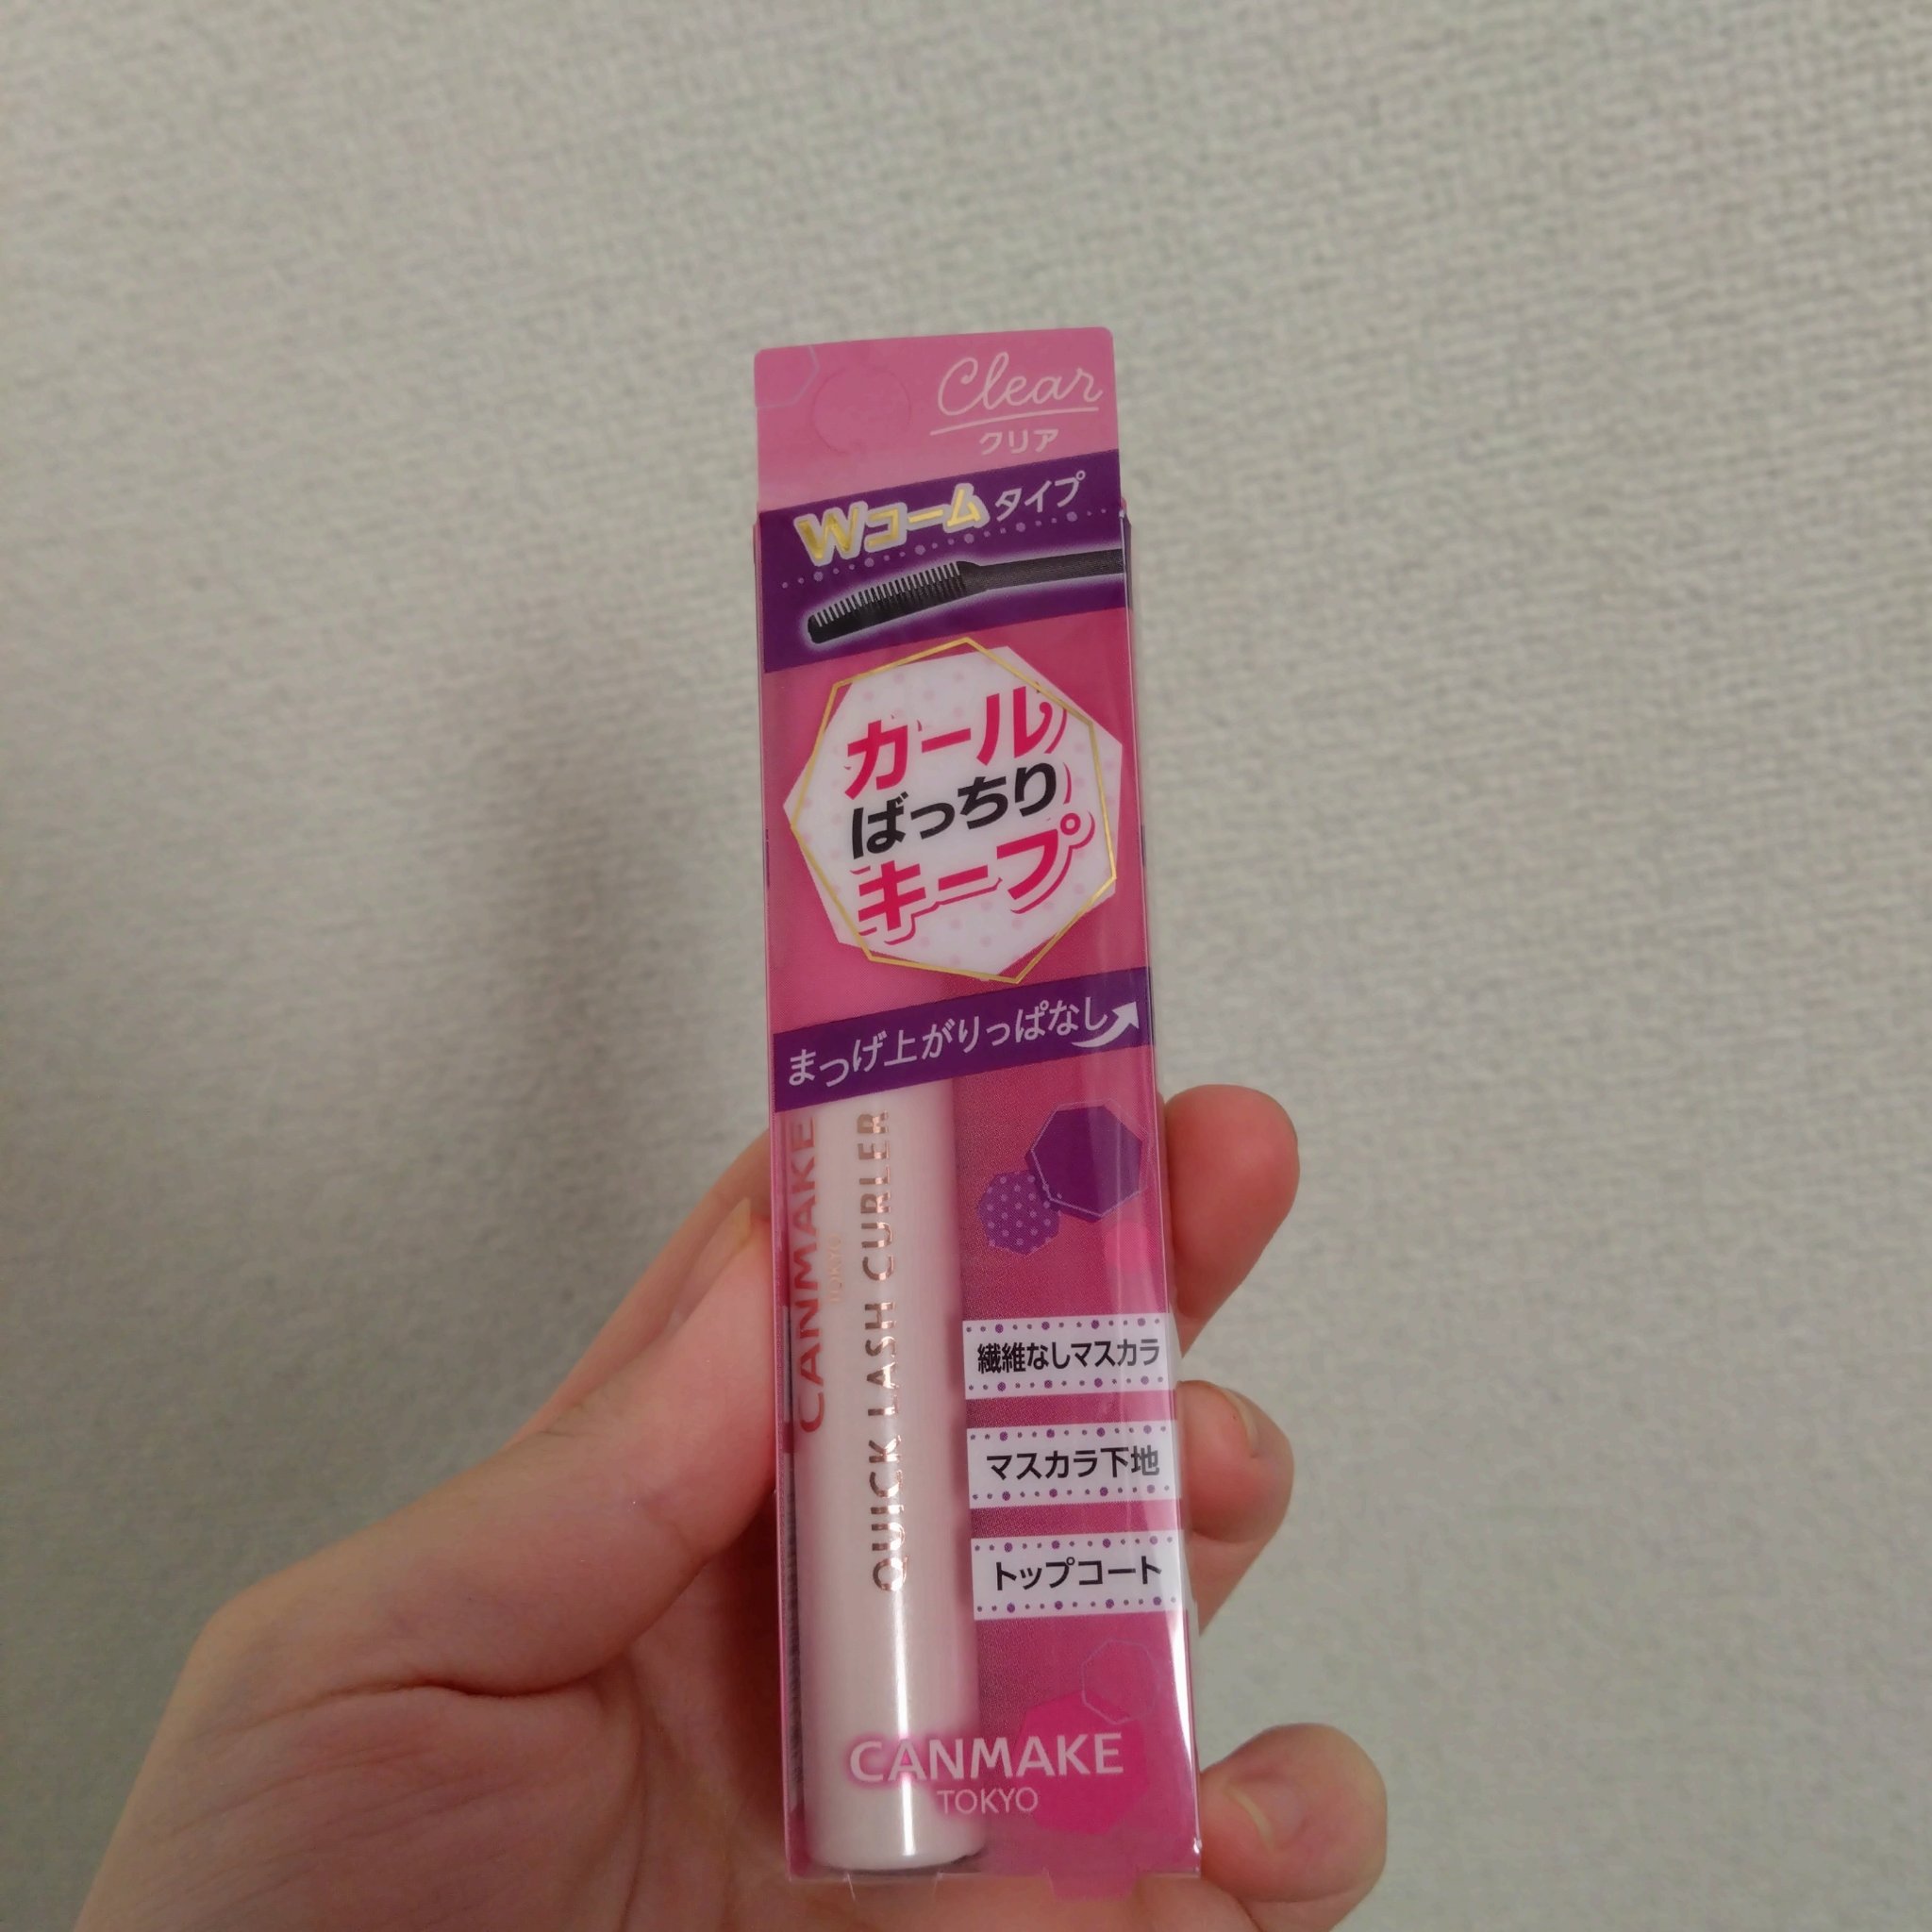 Clear
クリア
Wコームタイプ
カール
ばっちり
キープ
まつげ上がりっぱなし
CANMAKE
TOKYO
QUICK LASH CURLER
繊維なしマスカラ
マスカラ下地
トップコート
CANMAKE
TOKYO